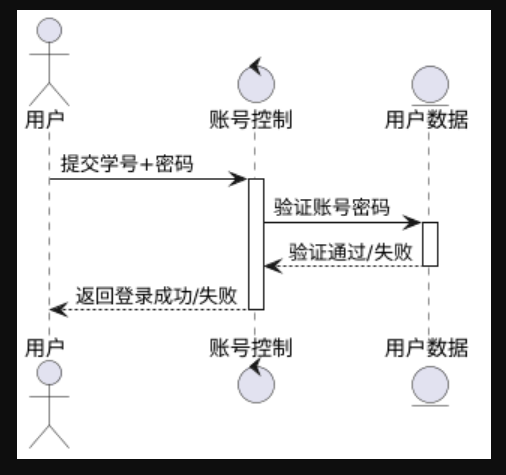 用户
账号控制
用户数据
提交学号+密码
验证账号密码
验证通过/失败
返回登录成功/失败
用户
账号控制
用户数据